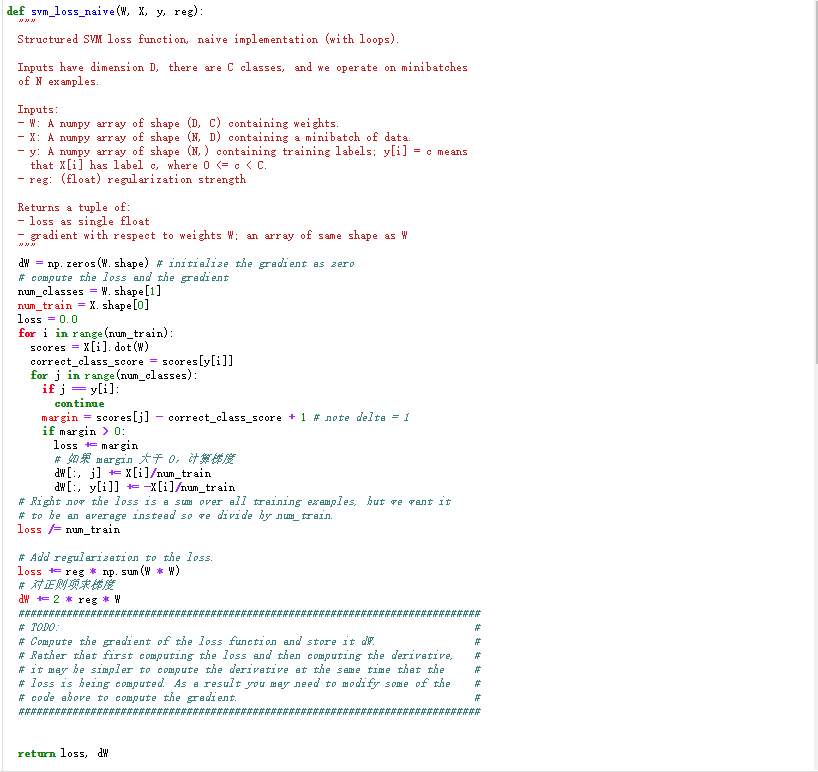 def svm_loss_naive(W, X, y, reg):
"""
Structured SVM loss function, naive implementation (with loops).
Inputs have dimension D, there are C classes, and we operate on minibatches
of N examples.
Inputs:
- W: A numpy array of shape (D, C) containing weights.
- X: A numpy array of shape (N, D) containing a minibatch of data.
- y: A numpy array of shape (N,) containing training labels; y[i] = c means
that X[i] has label c, where 0 <= c < C.
- reg: (float) regularization strength
Returns a tuple of:
- loss as single float
- gradient with respect to weights W; an array of same shape as W
"""
dW = np.zeros(W.shape) # initialize the gradient as zero
# compute the loss and the gradient
num_classes = W.shape[1]
num_train = X.shape[0]
loss = 0.0
for i in range(num_train):
scores = X[i].dot(W)
correct_class_score = scores[y[i]]
for j in range(num_classes):
if j == y[i]:
continue
margin = scores[j] - correct_class_score + 1 # note delta = 1
if margin > 0:
loss += margin
# 如果 margin 大于 0，计算梯度
dW[:, j] += X[i]/num_train
dW[:, y[i]] += -X[i]/num_train
# Right now the loss is a sum over all training examples, but we want it
# to be an average instead so we divide by num_train.
loss /= num_train
# Add regularization to the loss.
loss += reg * np.sum(W * W)
# 对正则项求梯度
dW += 2 * reg * W
#############################################################################
# TODO: #
# Compute the gradient of the loss function and store it dW. #
# Rather that first computing the loss and then computing the derivative, #
# it may be simpler to compute the derivative at the same time that the #
# loss is being computed. As a result you may need to modify some of the #
# code above to compute the gradient. #
#############################################################################
return loss, dW